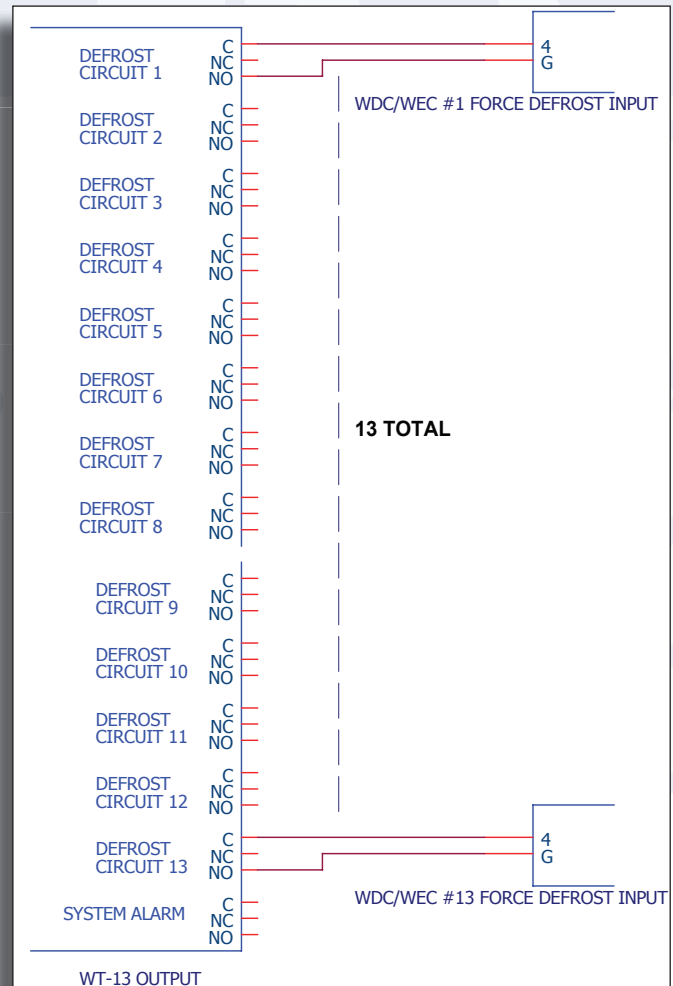 C
DEFROST
NC
CIRCUIT 1
NO
4
G
WDC/WEC #1 FORCE DEFROST INPUT
C
DEFROST
NC
CIRCUIT 2
NO
C
DEFROST
NC
CIRCUIT 3
NO
C
DEFROST
NC
CIRCUIT 4
NO
C
DEFROST
NC
CIRCUIT 5
NO
C
DEFROST
NC
CIRCUIT 6
NO
13 TOTAL
C
DEFROST
NC
CIRCUIT 7
NO
C
DEFROST
NC
CIRCUIT 8
NO
C
DEFROST
NC
CIRCUIT 9
NO
C
DEFROST
NC
CIRCUIT 10
NO
C
DEFROST
NC
CIRCUIT 11
NO
C
DEFROST
NC
CIRCUIT 12
NO
C
DEFROST
NC
CIRCUIT 13
NO
4
G
WDC/WEC #13 FORCE DEFROST INPUT
C
SYSTEM ALARM
NC
NO
WT-13 OUTPUT